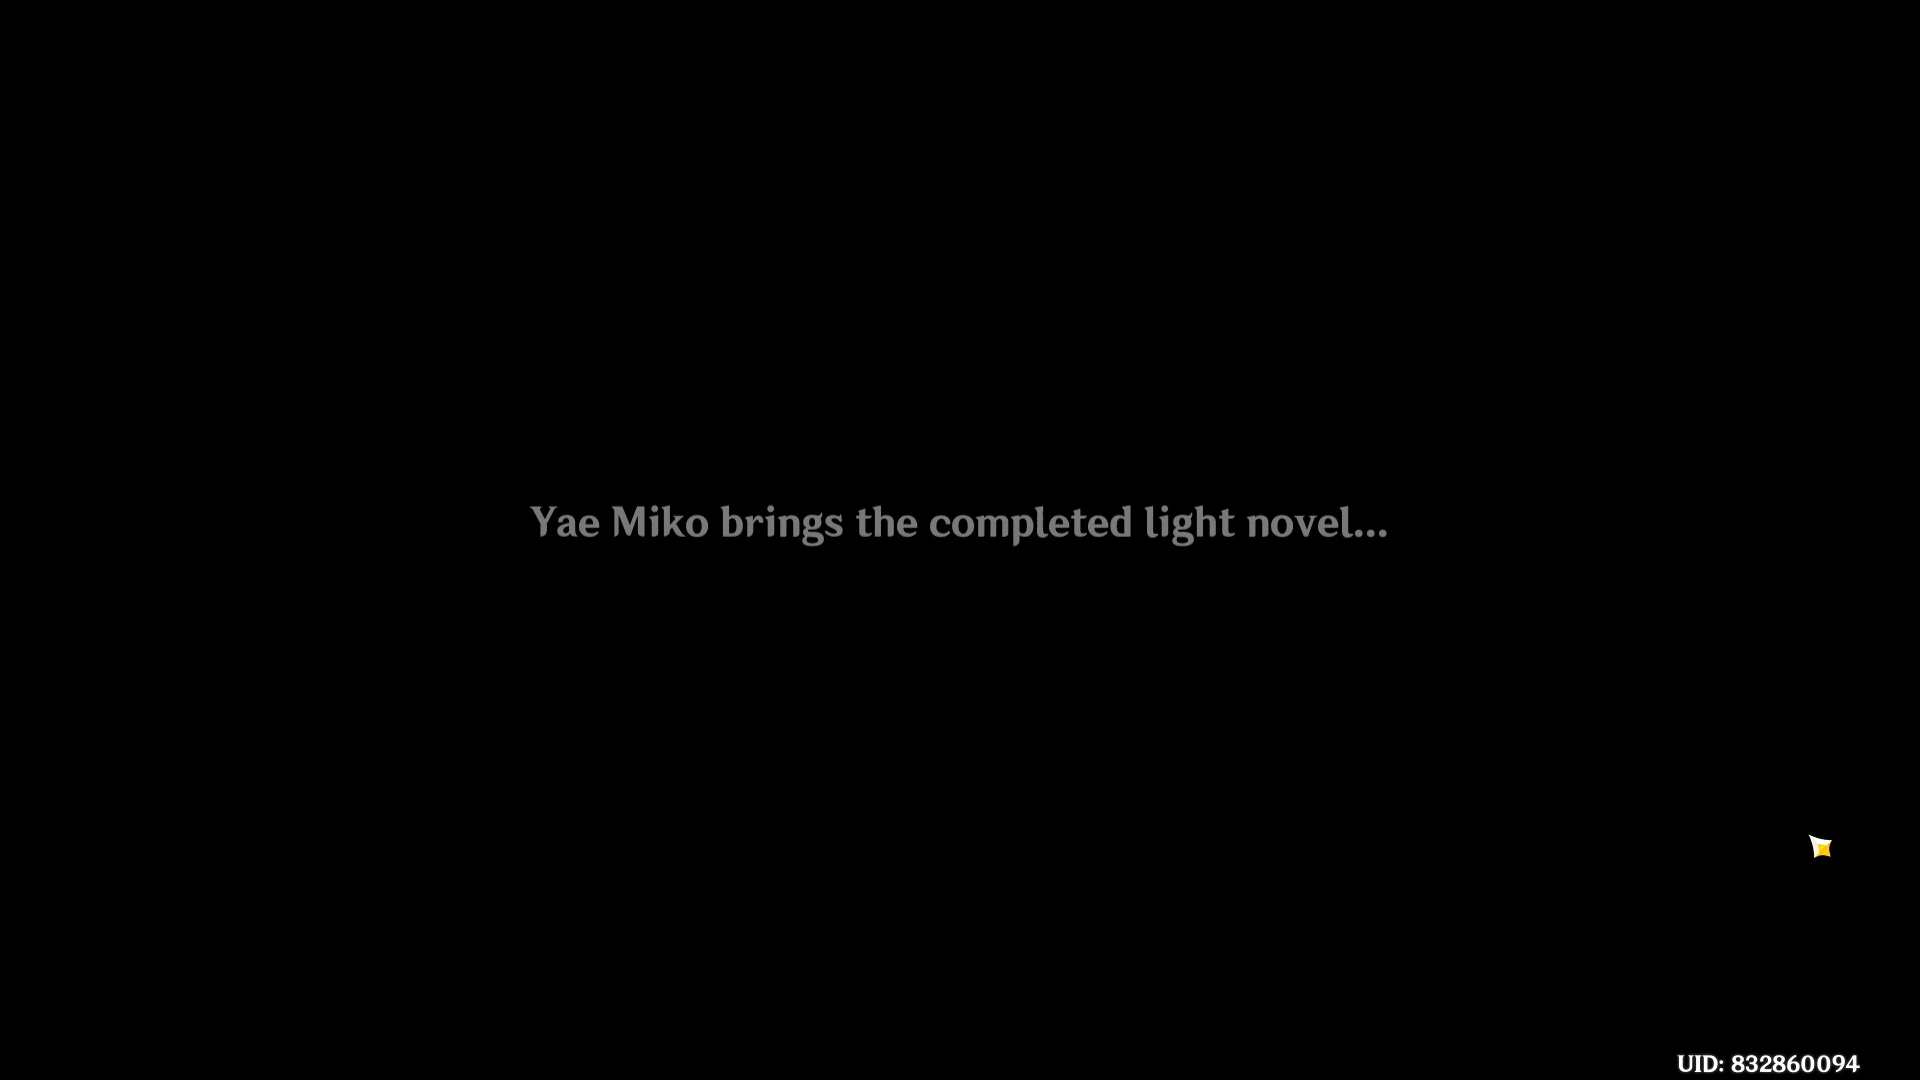 Yae Miko brings the completed light novel...
UID: 832860094